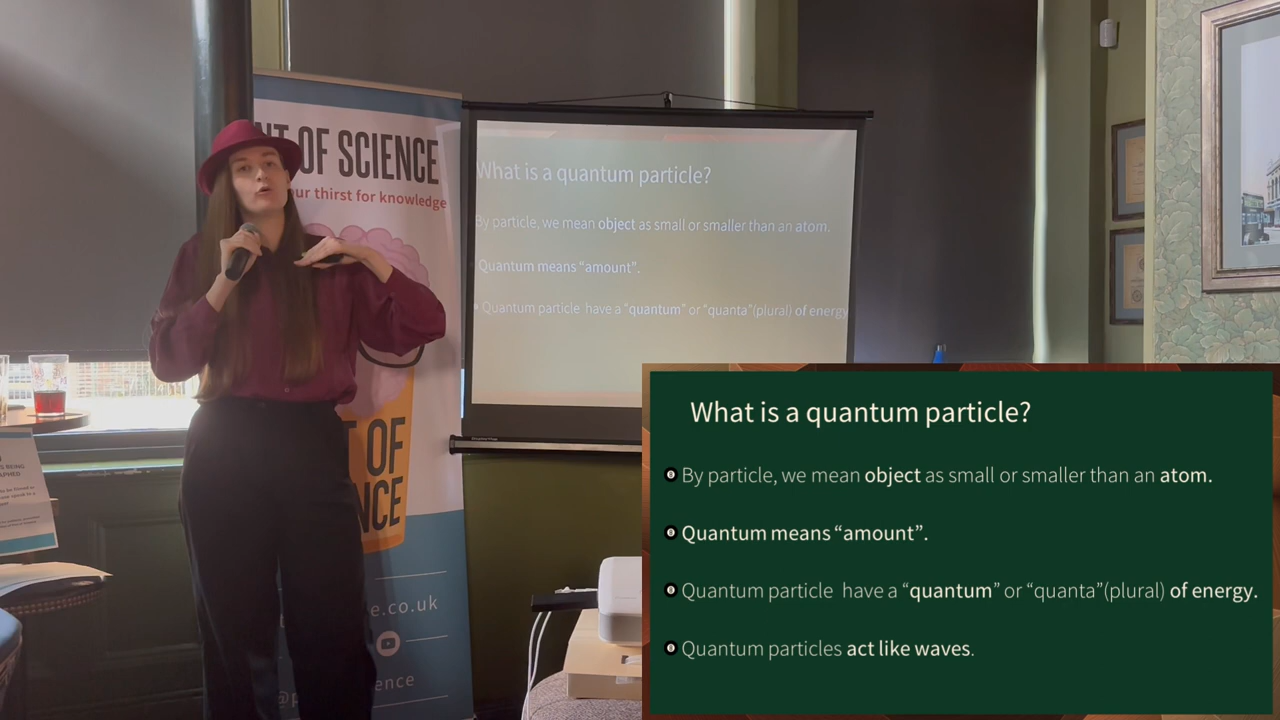 NT OF SCIENCE
our thirst for knowledge
What is a quantum particle?
By particle, we mean object as small or smaller than an atom.
Quantum means “amount”.
Quantum particle have a “quantum” or “quanta”(plural) of energy
T OF
NCE
e.co.uk
ence
S BEING
What is a quantum particle?
By particle, we mean object as small or smaller than an atom.
Quantum means “amount”.
Quantum particle have a “quantum” or “quanta”(plural) of energy.
Quantum particles act like waves.